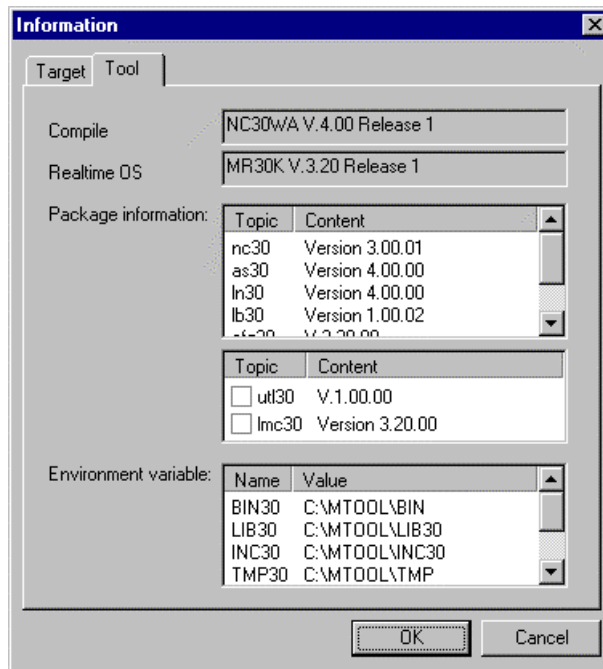 Information
Target Tool
Compile NC30WA V.4.00 Release 1
Realtime OS MR30K V.3.20 Release 1
Package information: Topic Content
nc30 Version 3.00.01
as30 Version 4.00.00
ln30 Version 4.00.00
lb30 Version 1.00.02
Topic Content
utl30 V.1.00.00
lmc30 Version 3.20.00
Environment variable: Name Value
BIN30 C:\MTOOL\BIN
LIB30 C:\MTOOL\LIB30
INC30 C:\MTOOL\INC30
TMP30 C:\MTOOL\TMP
OK Cancel